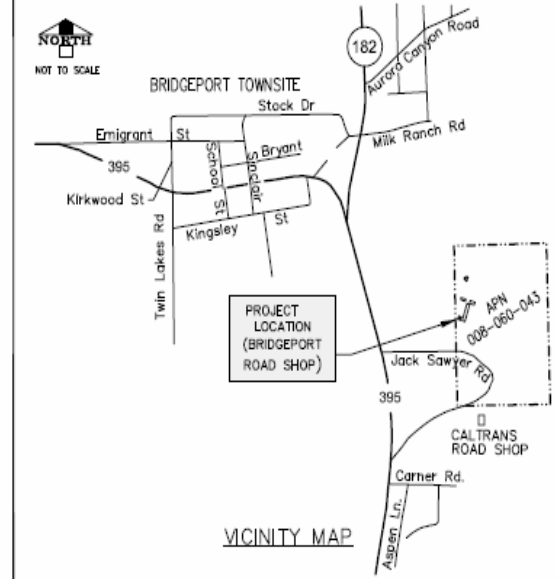 NORTH
NOT TO SCALE
182
Aurora Canyon Road
BRIDGEPORT TOWNSITE
Stock Dr
Emigrant St
Milk Ranch Rd
395
School St
Bryant
Sinclair
Kirkwood St
Kingsley St
Twin Lakes Rd
PROJECT
LOCATION
(BRIDGEPORT
ROAD SHOP)
APN
008-060-043
Jack Sawyer Rd
395
CALTRANS
ROAD SHOP
Carner Rd.
Aspen Ln.
VICINITY MAP